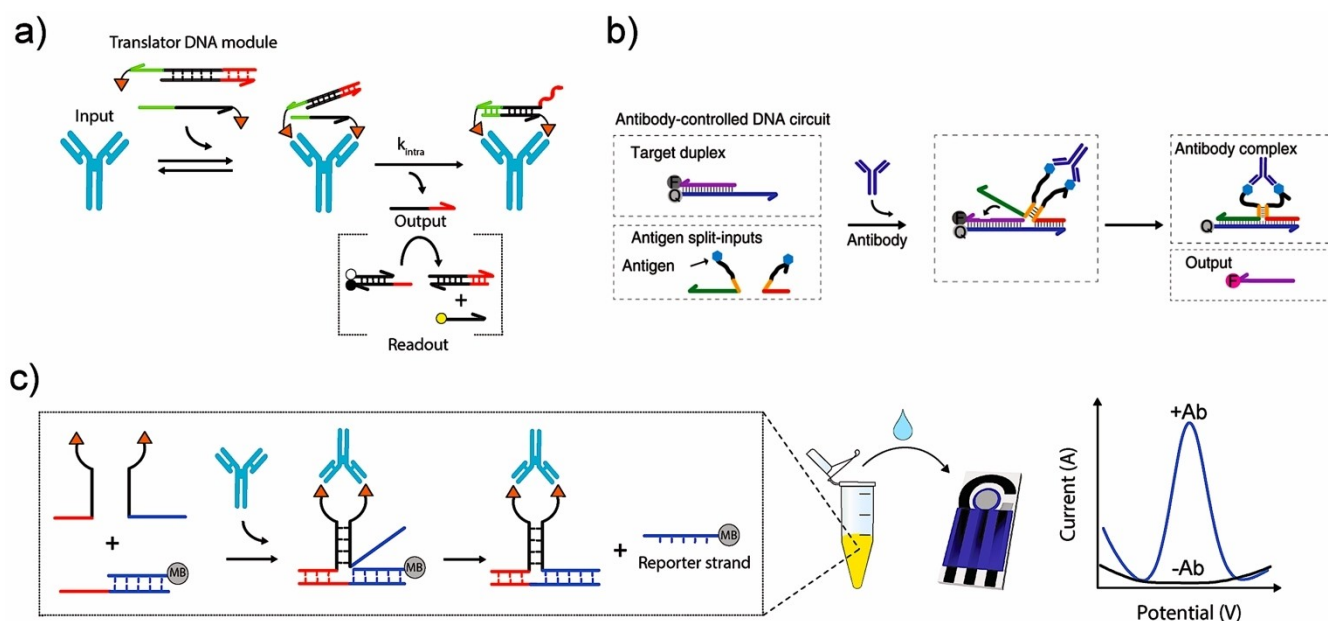 a)
Translator DNA module
Input
k_intra
Output
Readout
b)
Antibody-controlled DNA circuit
Target duplex
F
Q
Antigen split-inputs
Antigen
Antibody
F
Q
Antibody complex
Q
Output
F
c)
MB
MB
MB
Reporter strand
+Ab
-Ab
Current (A)
Potential (V)